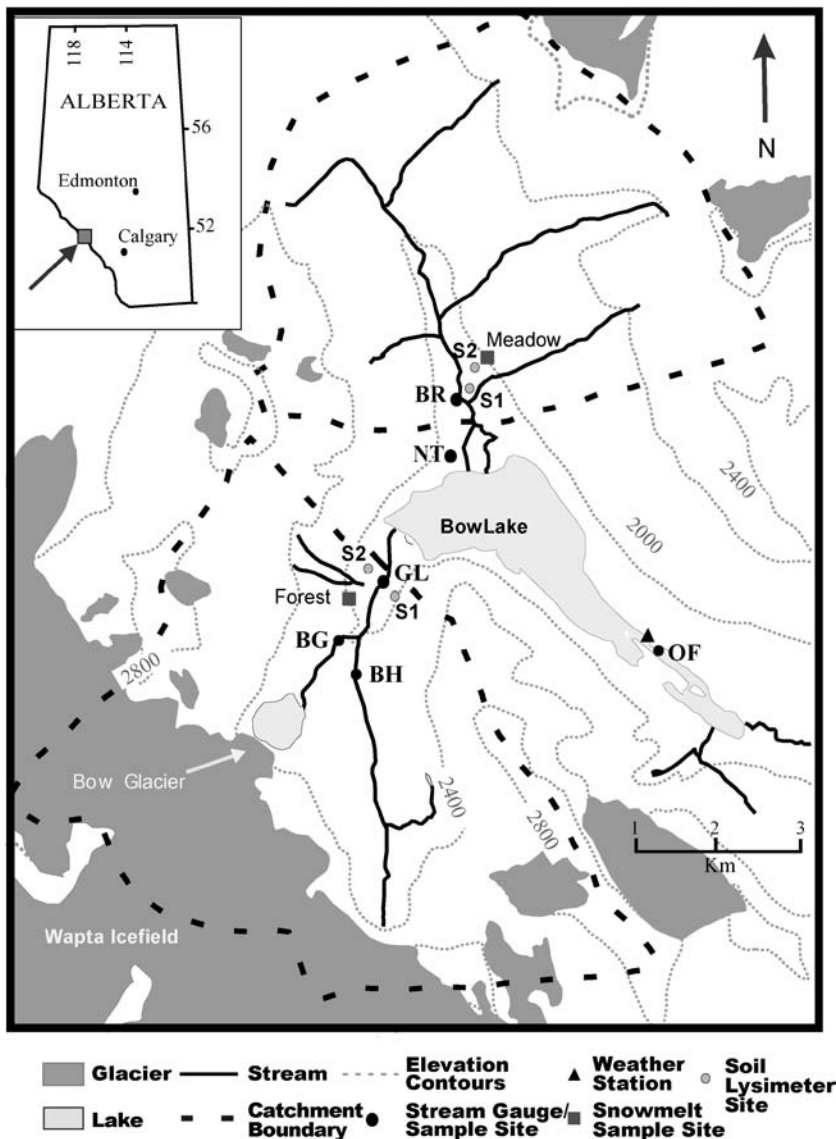 118
114
ALBERTA
56
Edmonton
52
Calgary
N
Meadow
S2
BR
S1
NT
2400
2000
BowLake
S2
GL
Forest
S1
BG
OF
2800
BH
Bow Glacier
2400
2800
1 2 3
Km
Wapta Icefield
Glacier
Stream
Elevation
Contours
Weather
Station
Soil
Lysimeter
Site
Lake
Catchment
Boundary
Stream Gauge/
Sample Site
Snowmelt
Sample Site